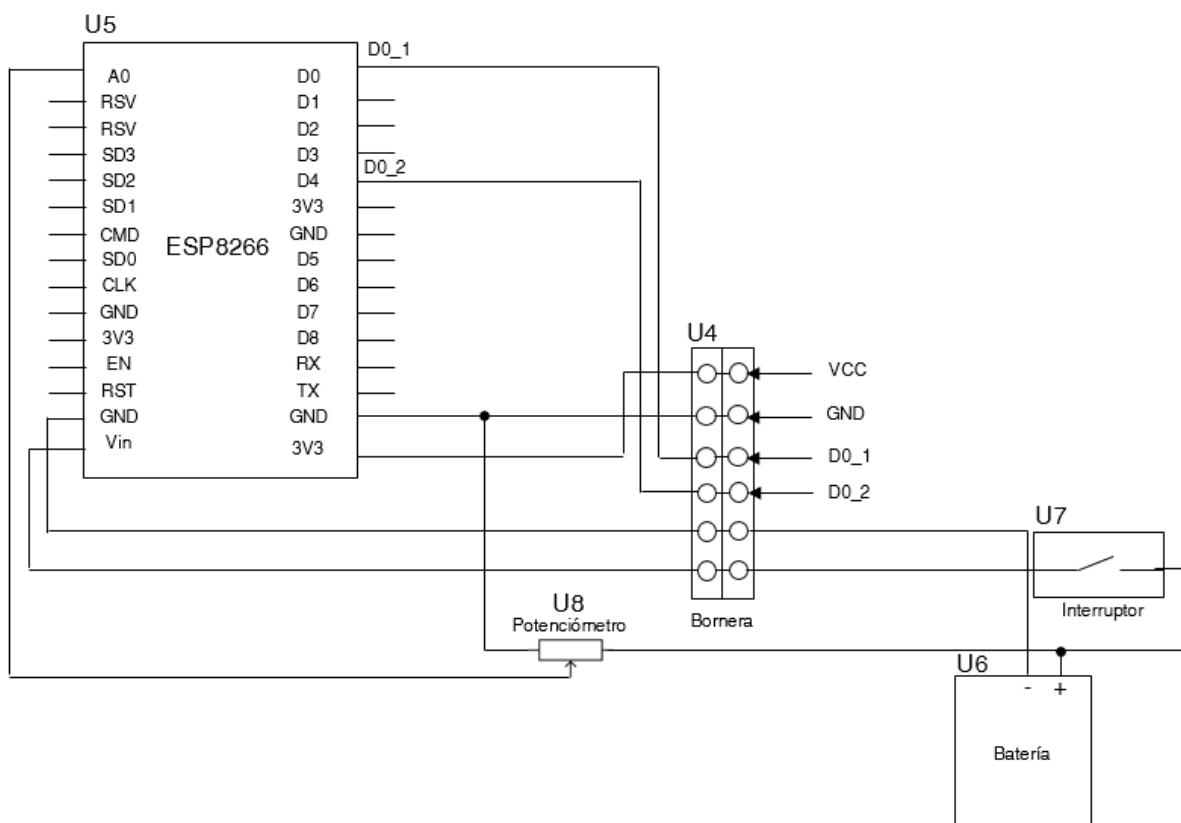 U5
D0_1
A0 D0
RSV D1
RSV D2
SD3 D3
D0_2
SD2 D4
SD1 3V3
CMD GND
ESP8266
SD0 D5
CLK D6
GND D7
3V3 D8
EN RX
RST TX
GND GND
Vin 3V3
U4
VCC
GND
D0_1
D0_2
Bornera
U7
Interruptor
U8
Potenciómetro
U6
- +
Batería